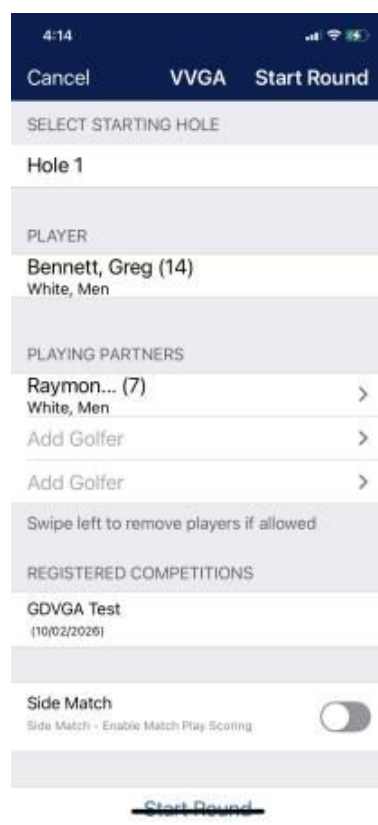 4:14
Cancel VVGA Start Round
SELECT STARTING HOLE
Hole 1
PLAYER
Bennett, Greg (14)
White, Men
PLAYING PARTNERS
Raymon... (7)
White, Men
Add Golfer
Add Golfer
Swipe left to remove players if allowed
REGISTERED COMPETITIONS
GDVGA Test
(10/02/2026)
Side Match
Side Match - Enable Match Play Scoring
Start Round